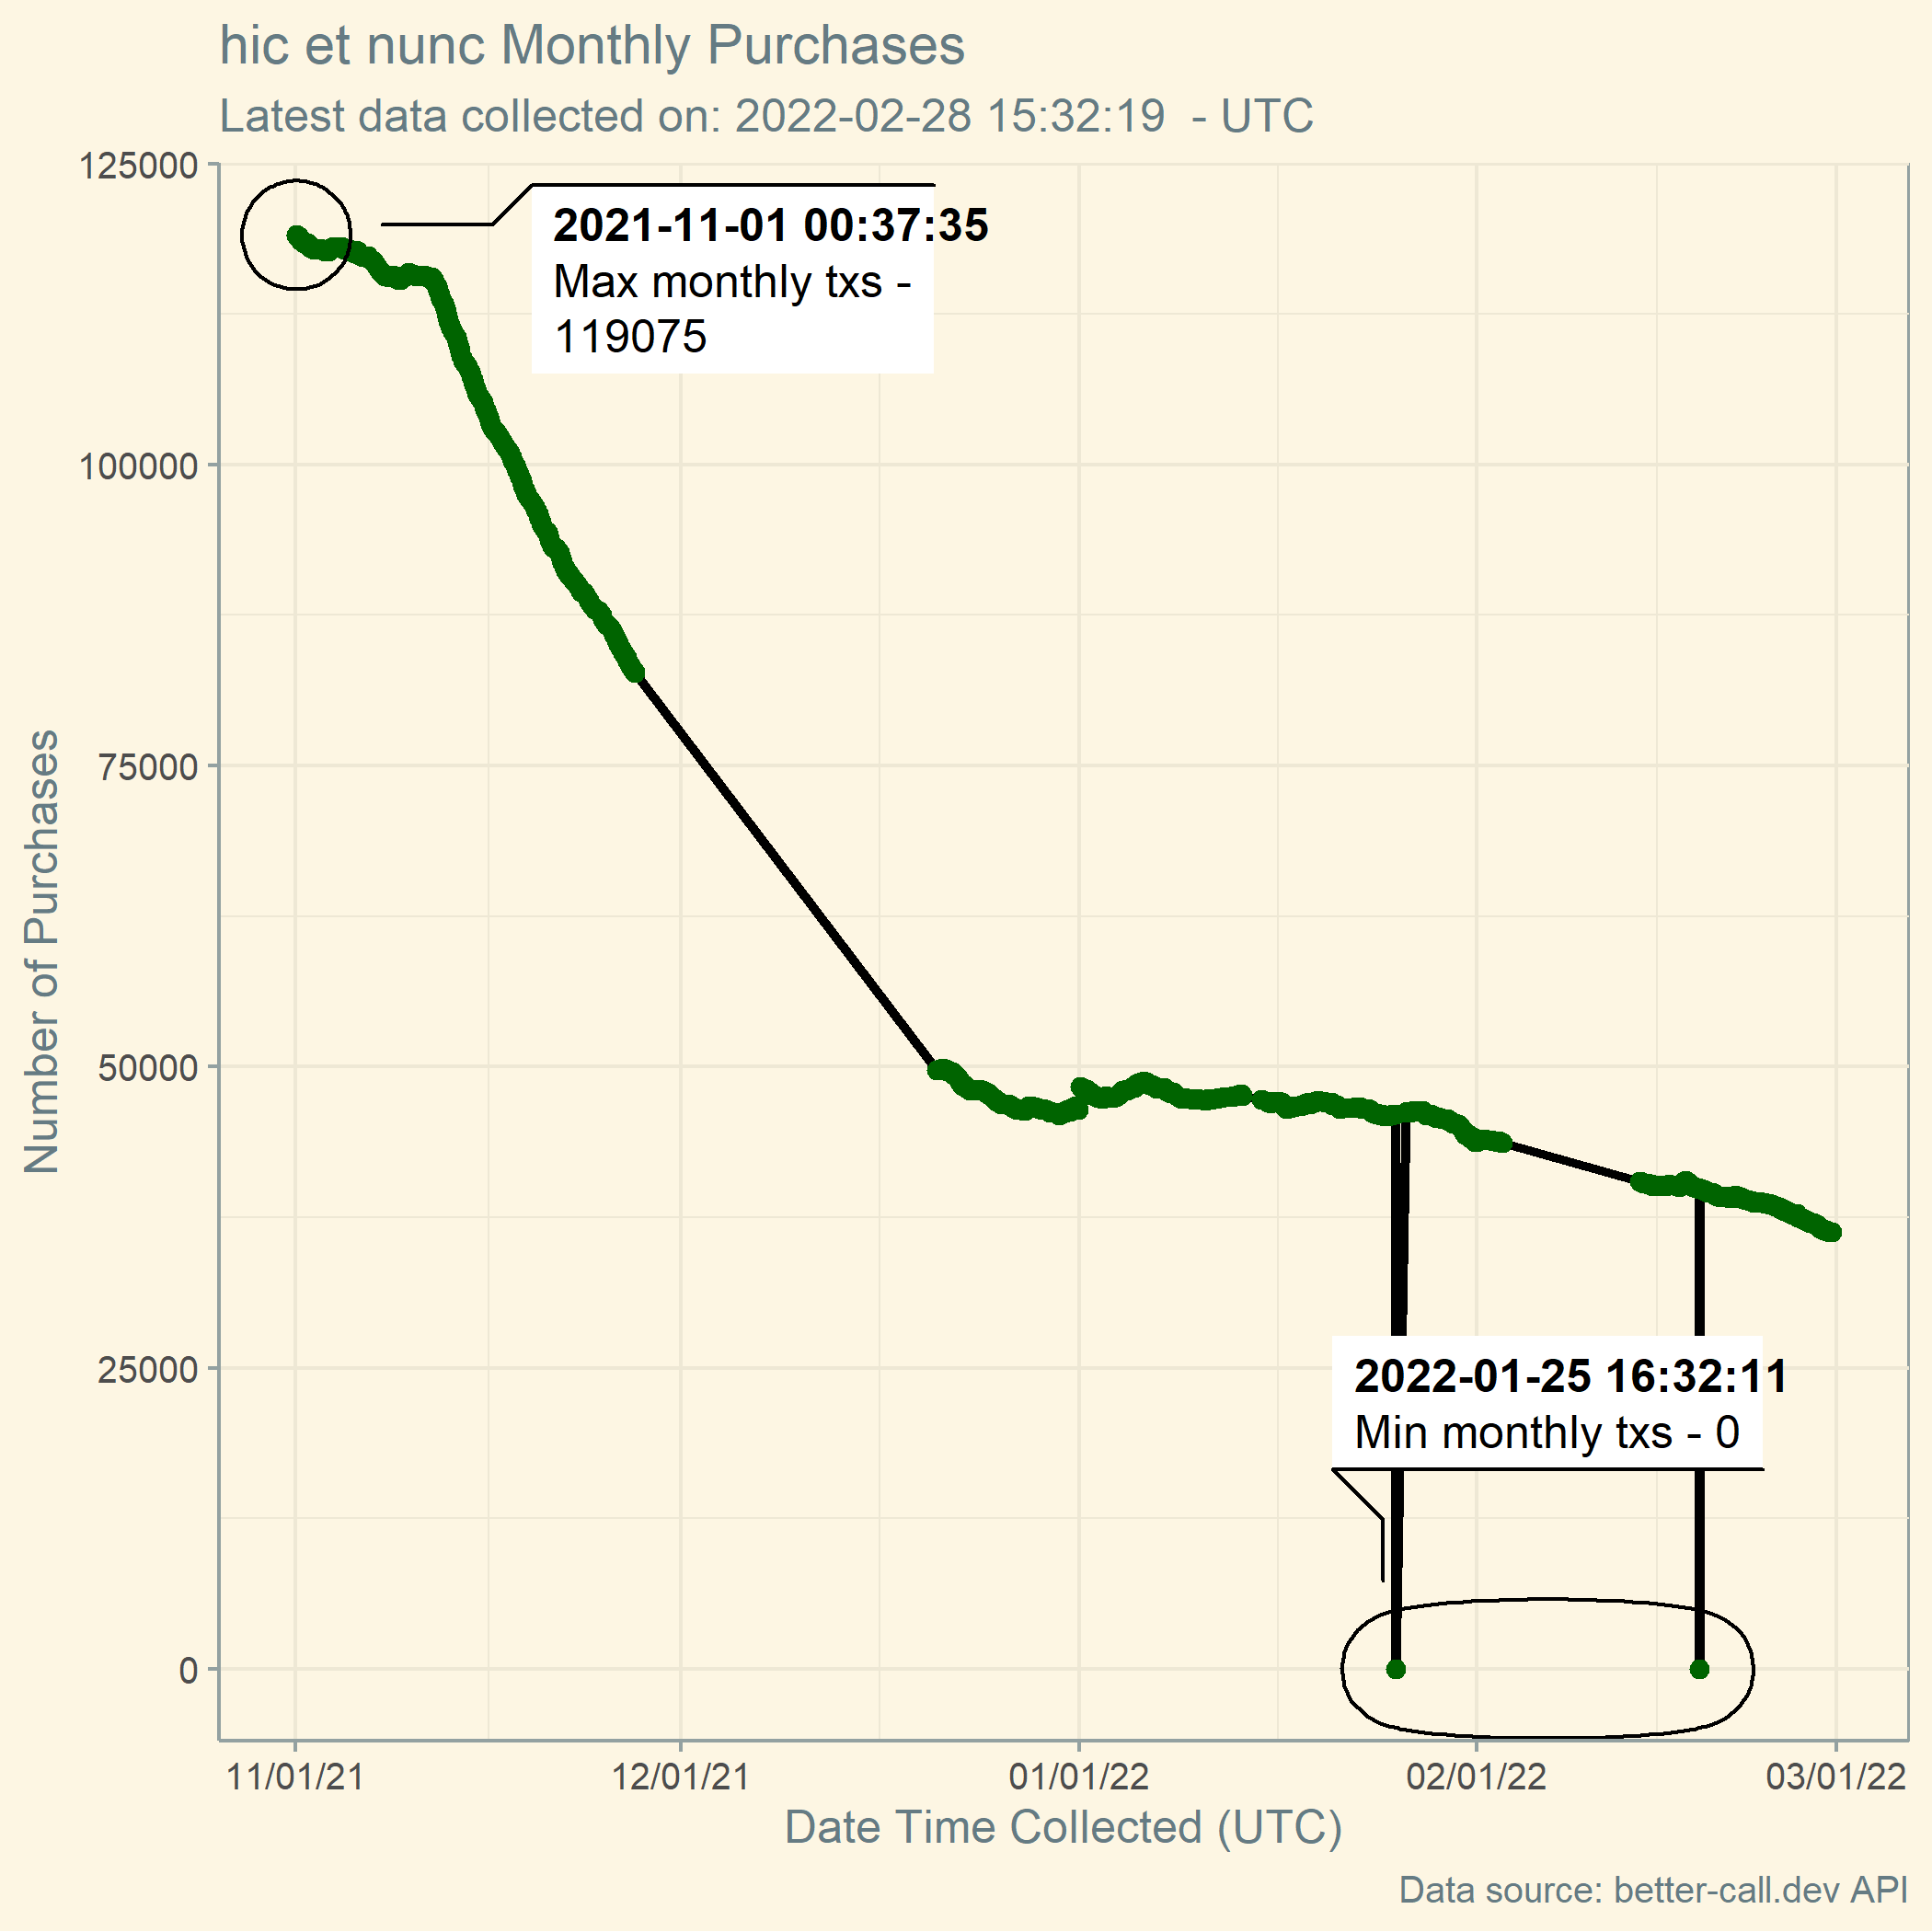 hic et nunc Monthly Purchases
Latest data collected on: 2022-02-28 15:32:19  - UTC
125000
100000
75000
50000
25000
0
Number of Purchases
2021-11-01 00:37:35
Max monthly txs -
119075
2022-01-25 16:32:11
Min monthly txs - 0
11/01/21
12/01/21
01/01/22
02/01/22
03/01/22
Date Time Collected (UTC)
Data source: better-call.dev API